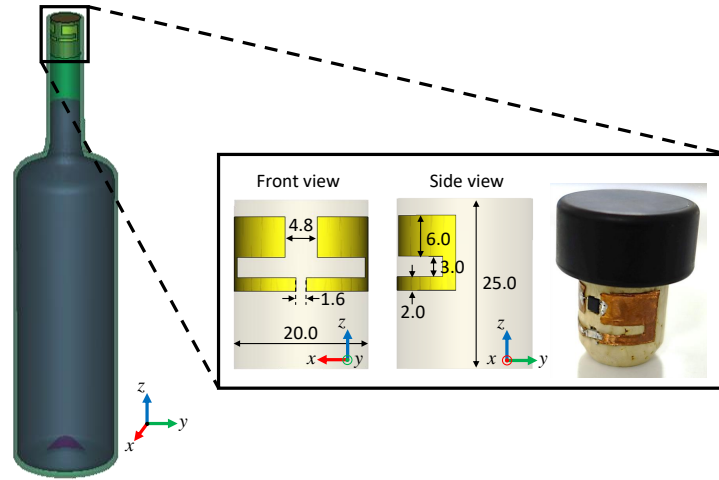 Front view
Side view
4.8
6.0
3.0
25.0
1.6
2.0
20.0
z
x
y
z
x
y
z
y
x